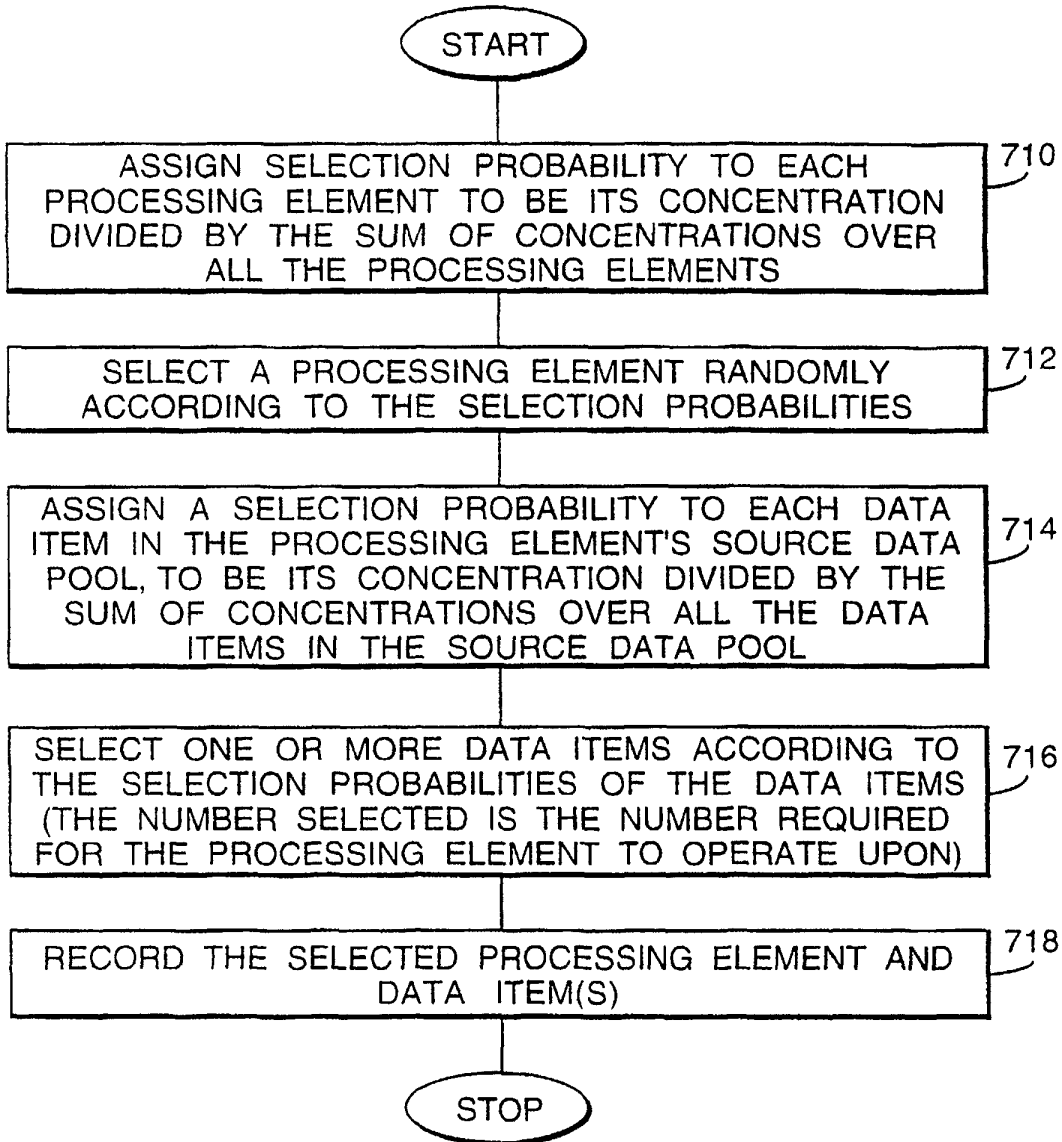 START
ASSIGN SELECTION PROBABILITY TO EACH
PROCESSING ELEMENT TO BE ITS CONCENTRATION
DIVIDED BY THE SUM OF CONCENTRATIONS OVER
ALL THE PROCESSING ELEMENTS
710
SELECT A PROCESSING ELEMENT RANDOMLY
ACCORDING TO THE SELECTION PROBABILITIES
712
ASSIGN A SELECTION PROBABILITY TO EACH DATA
ITEM IN THE PROCESSING ELEMENT'S SOURCE DATA
POOL, TO BE ITS CONCENTRATION DIVIDED BY THE
SUM OF CONCENTRATIONS OVER ALL THE DATA
ITEMS IN THE SOURCE DATA POOL
714
SELECT ONE OR MORE DATA ITEMS ACCORDING TO
THE SELECTION PROBABILITIES OF THE DATA ITEMS
(THE NUMBER SELECTED IS THE NUMBER REQUIRED
FOR THE PROCESSING ELEMENT TO OPERATE UPON)
716
RECORD THE SELECTED PROCESSING ELEMENT AND
DATA ITEM(S)
718
STOP